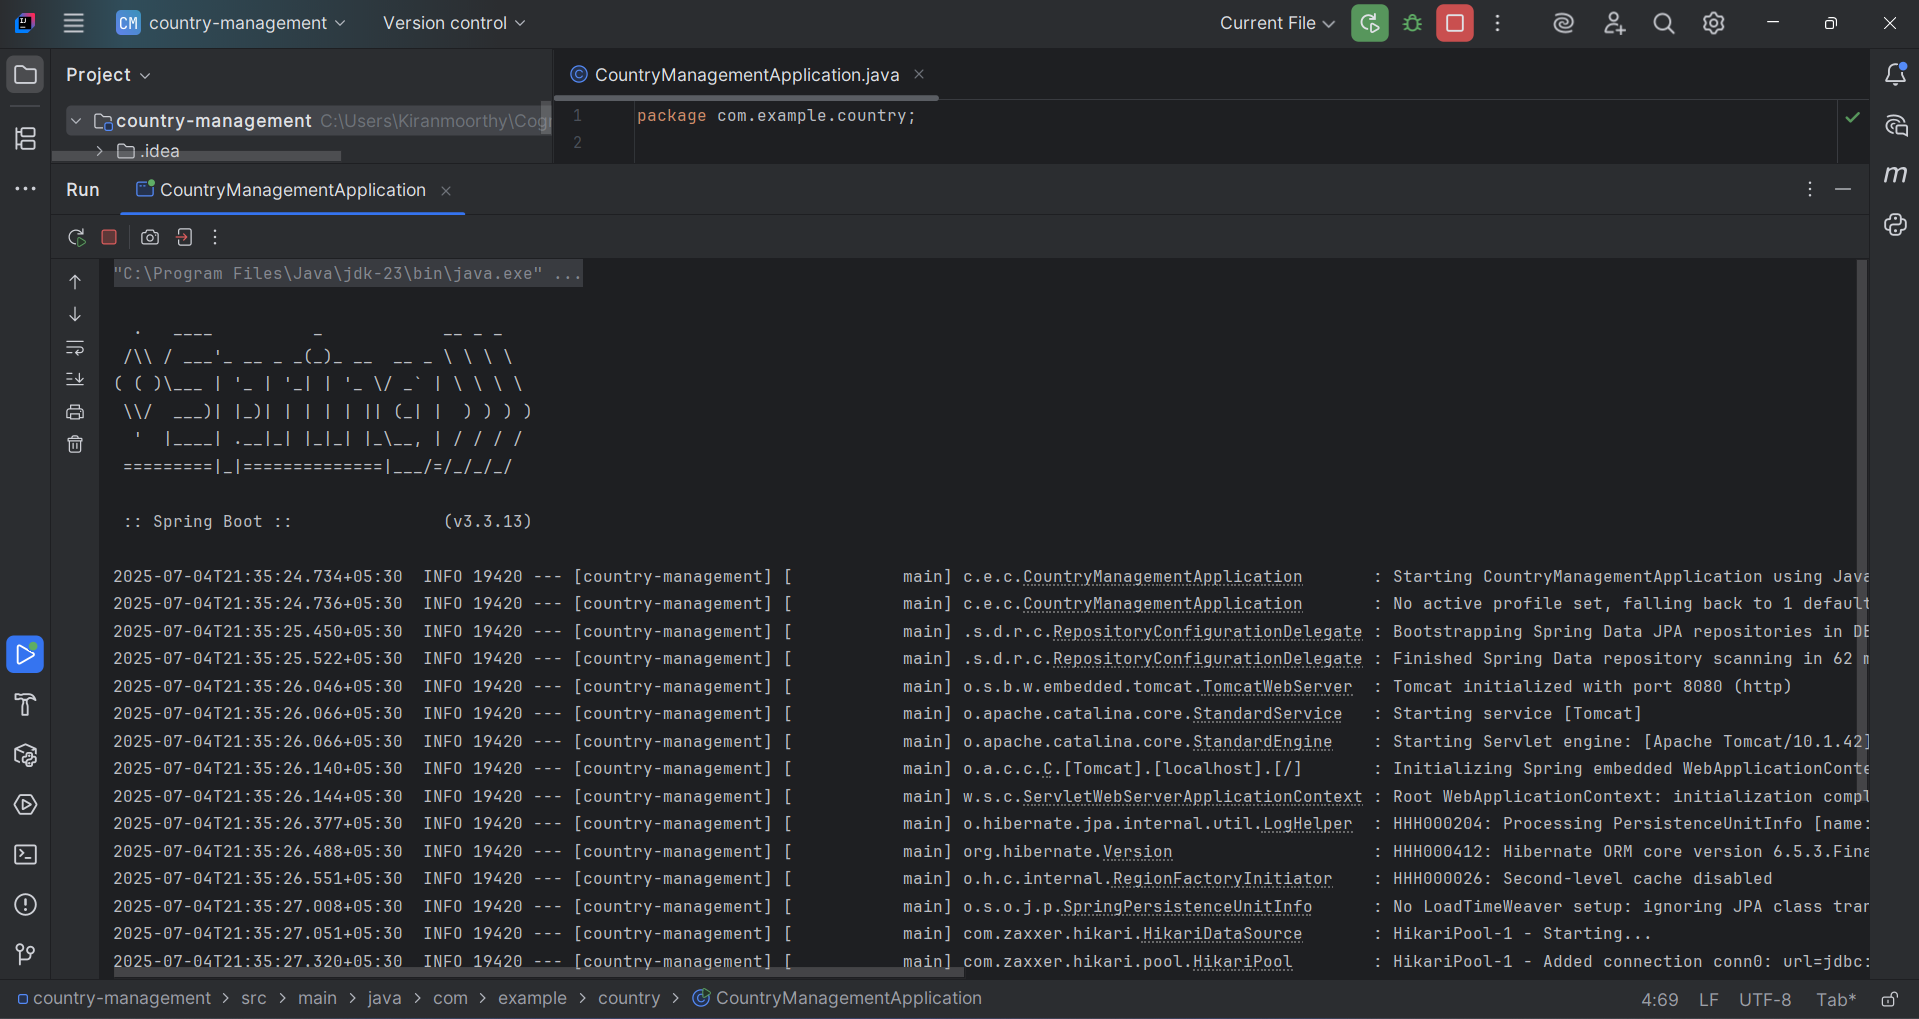 CM country-management
Version control
Current File
Project
CountryManagementApplication.java
country-management C:\Users\Kiranmoorthy\Cog
.idea
1 package com.example.country;
2
Run
CountryManagementApplication
"C:\Program Files\Java\jdk-23\bin\java.exe" ...
  .   ____          _            __ _ _
 /\\ / ___'_ __ _ _(_)_ __  __ _ \ \ \ \
( ( )\___ | '_ | '_| | '_ \/ _` | \ \ \ \
 \\/  ___)| |_)| | | | | || (_| |  ) ) ) )
  '  |____| .__|_| |_|_| |_\__, | / / / /
 =========|_|==============|___/=/_/_/_/
 :: Spring Boot ::                (v3.3.13)
2025-07-04T21:35:24.734+05:30  INFO 19420 --- [country-management] [           main] c.e.c.CountryManagementApplication       : Starting CountryManagementApplication using Java
2025-07-04T21:35:24.736+05:30  INFO 19420 --- [country-management] [           main] c.e.c.CountryManagementApplication       : No active profile set, falling back to 1 default
2025-07-04T21:35:25.450+05:30  INFO 19420 --- [country-management] [           main] .s.d.r.c.RepositoryConfigurationDelegate : Bootstrapping Spring Data JPA repositories in DE
2025-07-04T21:35:25.522+05:30  INFO 19420 --- [country-management] [           main] .s.d.r.c.RepositoryConfigurationDelegate : Finished Spring Data repository scanning in 62 m
2025-07-04T21:35:26.046+05:30  INFO 19420 --- [country-management] [           main] o.s.b.w.embedded.tomcat.TomcatWebServer  : Tomcat initialized with port 8080 (http)
2025-07-04T21:35:26.066+05:30  INFO 19420 --- [country-management] [           main] o.apache.catalina.core.StandardService   : Starting service [Tomcat]
2025-07-04T21:35:26.066+05:30  INFO 19420 --- [country-management] [           main] o.apache.catalina.core.StandardEngine    : Starting Servlet engine: [Apache Tomcat/10.1.42]
2025-07-04T21:35:26.140+05:30  INFO 19420 --- [country-management] [           main] o.a.c.c.C.[Tomcat].[localhost].[/]       : Initializing Spring embedded WebApplicationConte
2025-07-04T21:35:26.144+05:30  INFO 19420 --- [country-management] [           main] w.s.c.ServletWebServerApplicationContext : Root WebApplicationContext: initialization compl
2025-07-04T21:35:26.377+05:30  INFO 19420 --- [country-management] [           main] o.hibernate.jpa.internal.util.LogHelper  : HHH000204: Processing PersistenceUnitInfo [name:
2025-07-04T21:35:26.488+05:30  INFO 19420 --- [country-management] [           main] org.hibernate.Version                    : HHH000412: Hibernate ORM core version 6.5.3.Fina
2025-07-04T21:35:26.551+05:30  INFO 19420 --- [country-management] [           main] o.h.c.internal.RegionFactoryInitiator    : HHH000026: Second-level cache disabled
2025-07-04T21:35:27.008+05:30  INFO 19420 --- [country-management] [           main] o.s.o.j.p.SpringPersistenceUnitInfo      : No LoadTimeWeaver setup: ignoring JPA class tran
2025-07-04T21:35:27.051+05:30  INFO 19420 --- [country-management] [           main] com.zaxxer.hikari.HikariDataSource       : HikariPool-1 - Starting...
2025-07-04T21:35:27.320+05:30  INFO 19420 --- [country-management] [           main] com.zaxxer.hikari.pool.HikariPool        : HikariPool-1 - Added connection conn0: url=jdbc:
country-management > src > main > java > com > example > country > CountryManagementApplication
4:69 LF UTF-8 Tab*